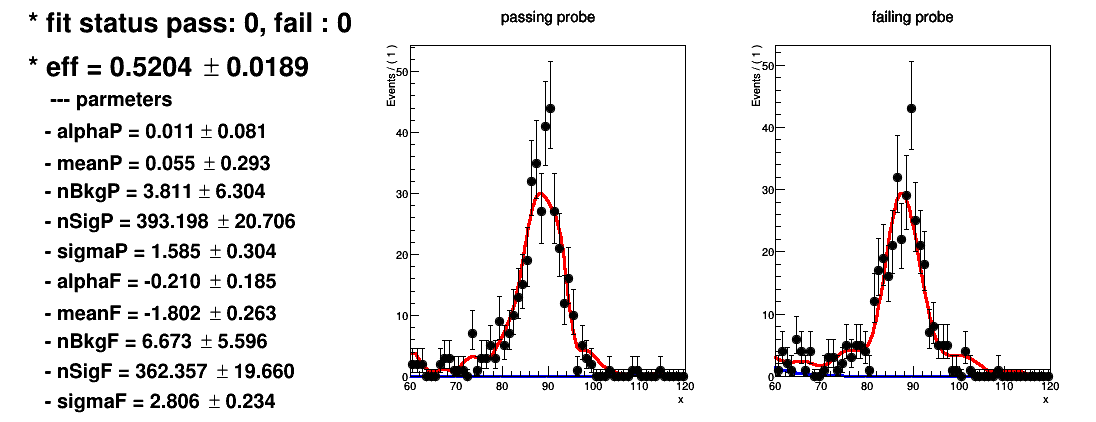 * fit status pass: 0, fail : 0
* eff = 0.5204 ± 0.0189
--- parmeters
- alphaP = 0.011 ± 0.081
- meanP = 0.055 ± 0.293
- nBkgP = 3.811 ± 6.304
- nSigP = 393.198 ± 20.706
- sigmaP = 1.585 ± 0.304
- alphaF = -0.210 ± 0.185
- meanF = -1.802 ± 0.263
- nBkgF = 6.673 ± 5.596
- nSigF = 362.357 ± 19.660
- sigmaF = 2.806 ± 0.234
passing probe
Events / ( 1 )
50
40
30
20
10
0
60 70 80 90 100 110 120
x
failing probe
Events / ( 1 )
50
40
30
20
10
0
60 70 80 90 100 110 120
x